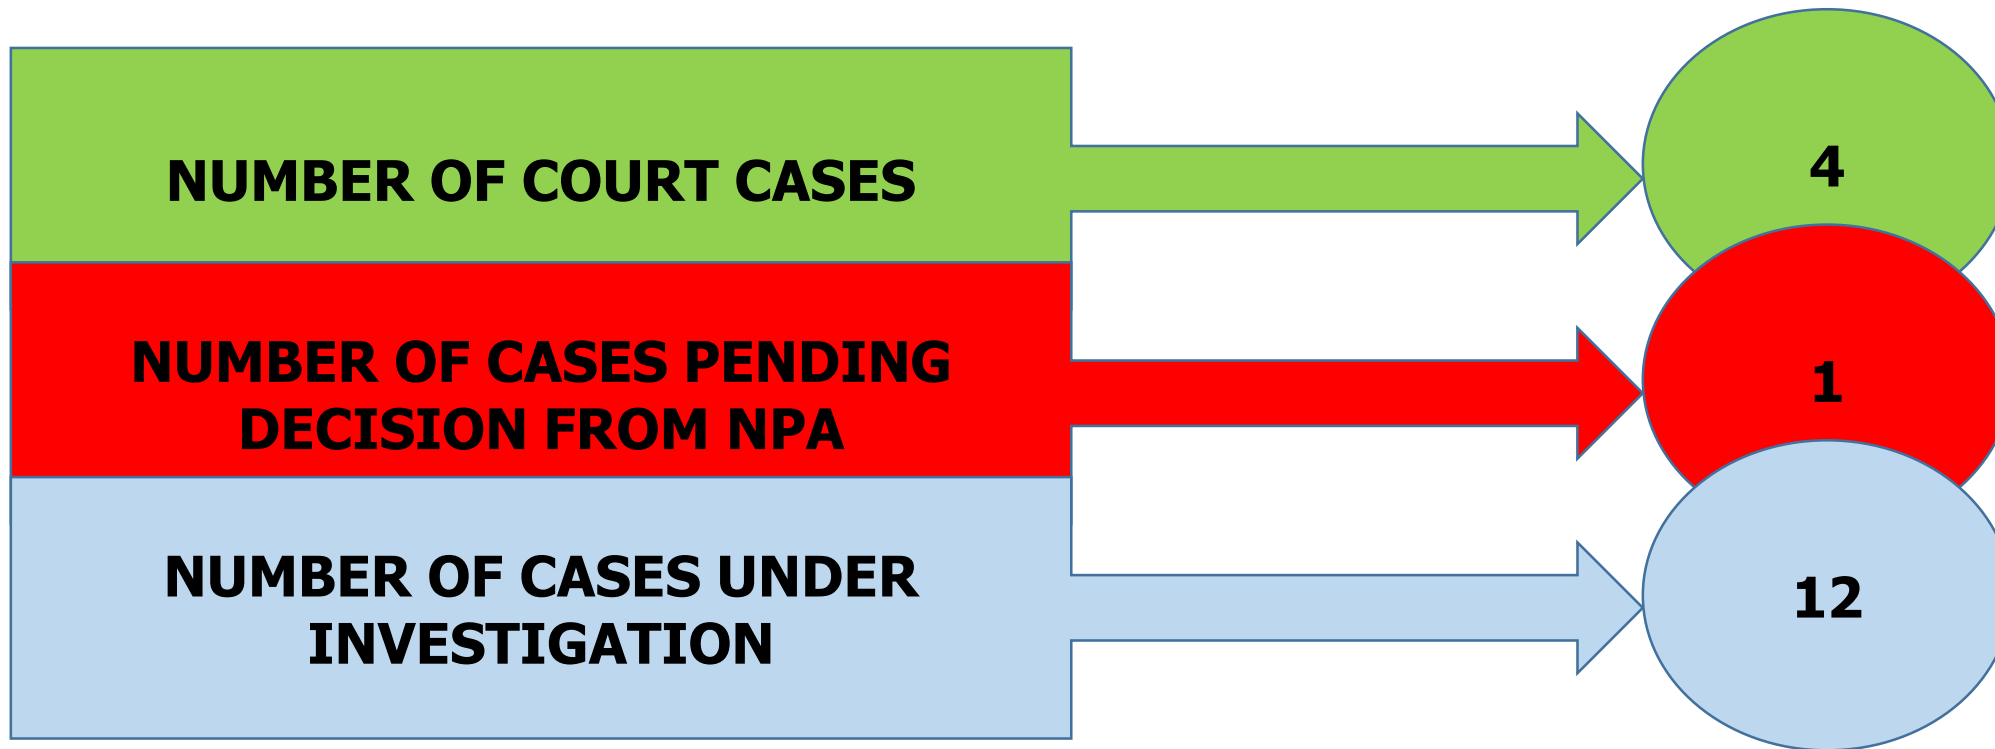 NUMBER OF COURT CASES
4
NUMBER OF CASES PENDING
DECISION FROM NPA
1
NUMBER OF CASES UNDER
INVESTIGATION
12